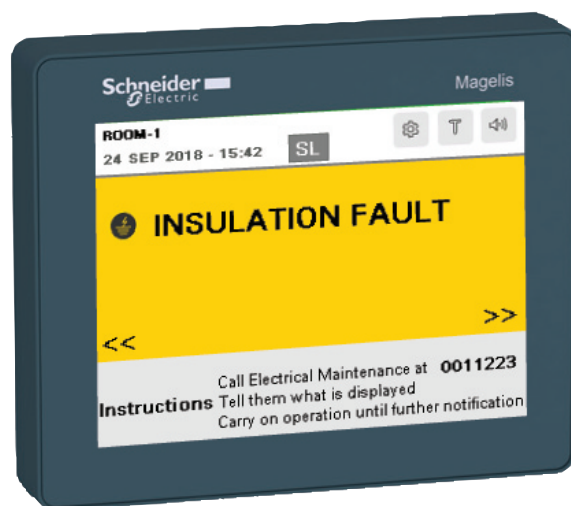 Schneider
Electric
Magelis
ROOM-1
24 SEP 2018 - 15:42
SL
T
INSULATION FAULT
<< >>
Instructions
Call Electrical Maintenance at 0011223
Tell them what is displayed
Carry on operation until further notification